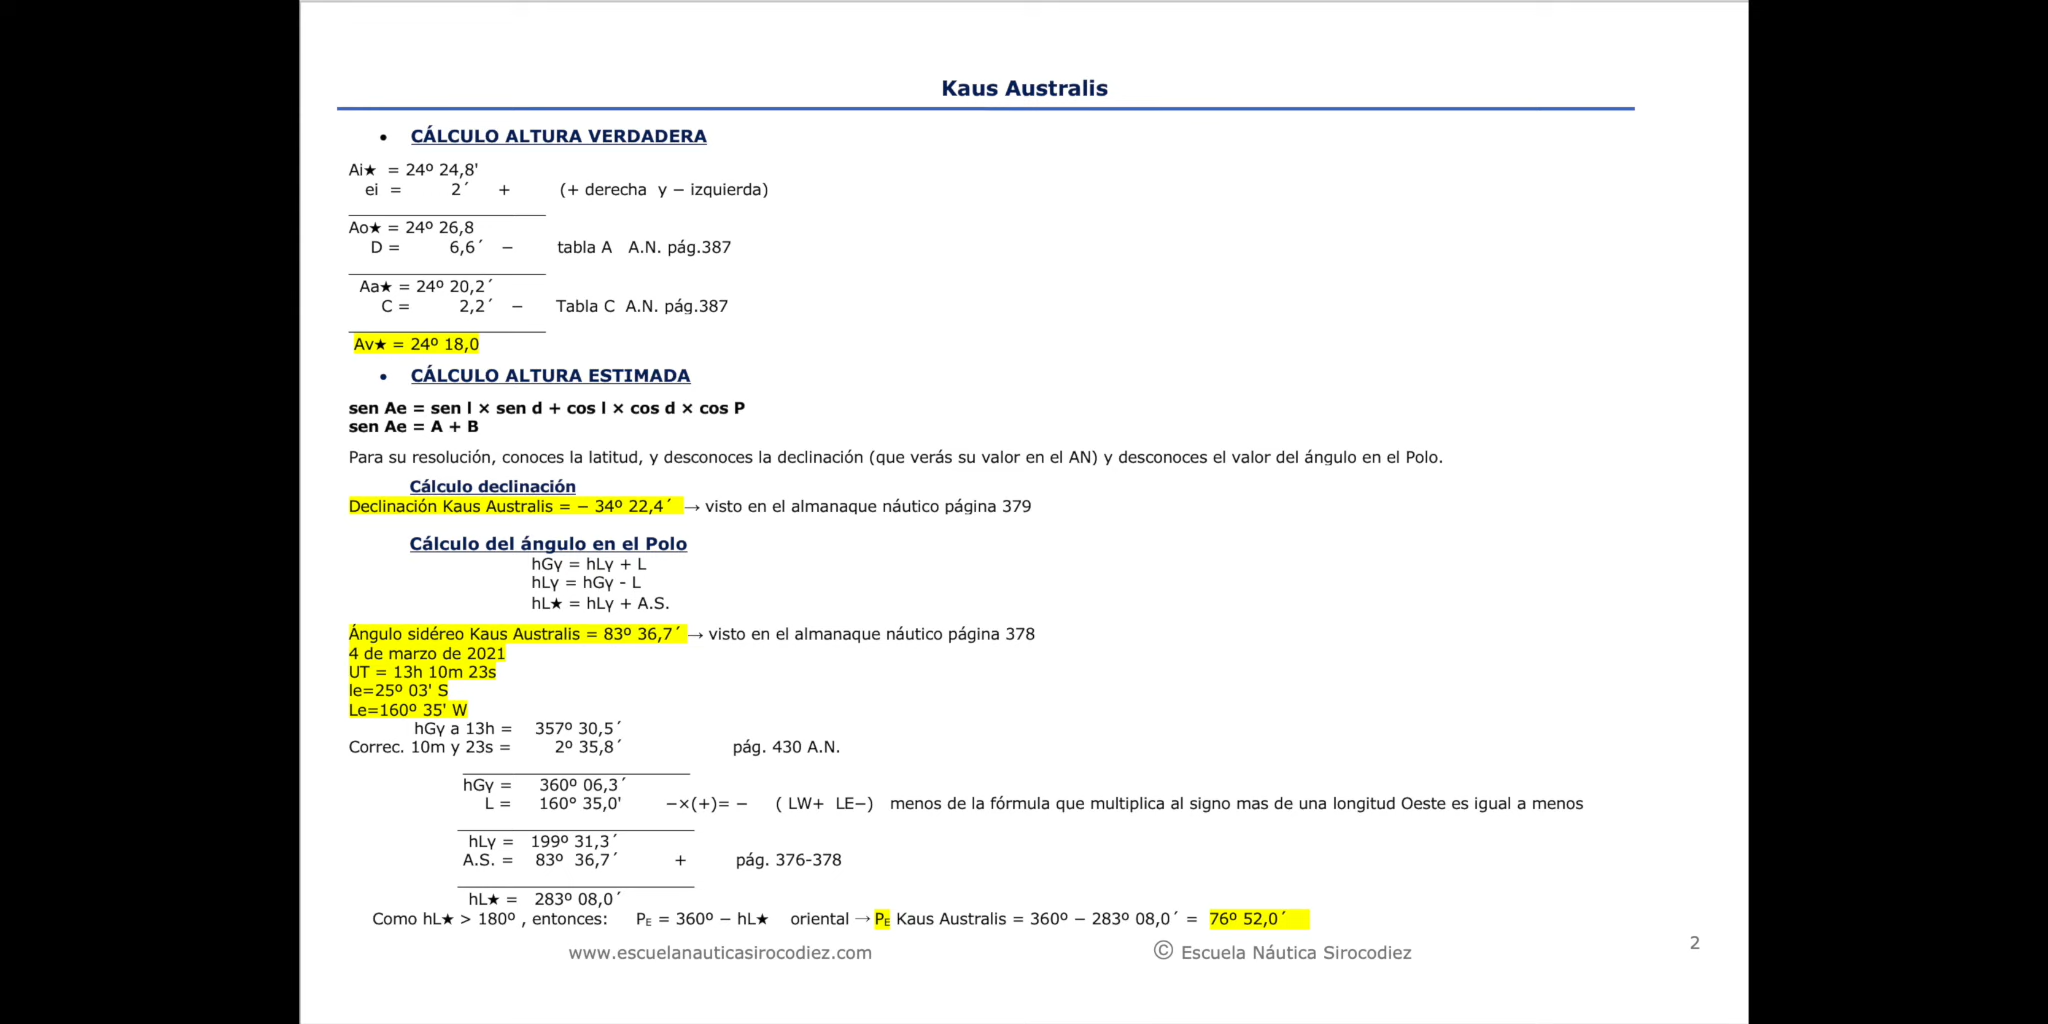 Kaus Australis
• CÁLCULO ALTURA VERDADERA
Ai★ = 24º 24,8'
ei = 2´ + (+ derecha y − izquierda)
Ao★ = 24º 26,8
D = 6,6´ − tabla A A.N. pág.387
Aa★ = 24º 20,2´
C = 2,2´ − Tabla C A.N. pág.387
Av★ = 24º 18,0
• CÁLCULO ALTURA ESTIMADA
sen Ae = sen l × sen d + cos l × cos d × cos P
sen Ae = A + B
Para su resolución, conoces la latitud, y desconoces la declinación (que verás su valor en el AN) y desconoces el valor del ángulo en el Polo.
Cálculo declinación
Declinación Kaus Australis = − 34º 22,4´ → visto en el almanaque náutico página 379
Cálculo del ángulo en el Polo
hGγ = hLγ + L
hLγ = hGγ - L
hL★ = hLγ + A.S.
Ángulo sidéreo Kaus Australis = 83º 36,7´ → visto en el almanaque náutico página 378
4 de marzo de 2021
UT = 13h 10m 23s
le=25º 03' S
Le=160º 35' W
hGγ a 13h = 357º 30,5´
Correc. 10m y 23s = 2º 35,8´ pág. 430 A.N.
hGγ = 360º 06,3´
L = 160° 35,0' −×(+)= − ( LW+ LE−) menos de la fórmula que multiplica al signo mas de una longitud Oeste es igual a menos
hLγ = 199º 31,3´
A.S. = 83º 36,7´ + pág. 376-378
hL★ = 283º 08,0´
Como hL★ > 180º , entonces: PE = 360º − hL★ oriental → PE Kaus Australis = 360º − 283º 08,0´ = 76º 52,0´
www.escuelanauticasirocodiez.com © Escuela Náutica Sirocodiez
2